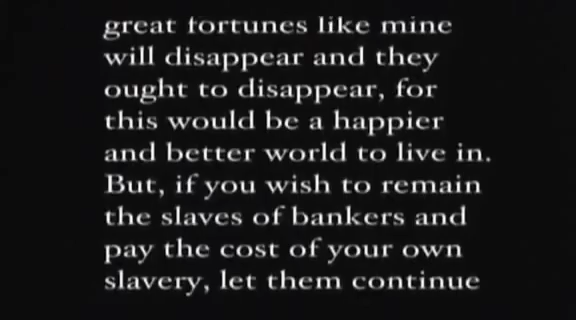 great fortunes like mine
will disappear and they
ought to disappear, for
this would be a happier
and better world to live in.
But, if you wish to remain
the slaves of bankers and
pay the cost of your own
slavery, let them continue